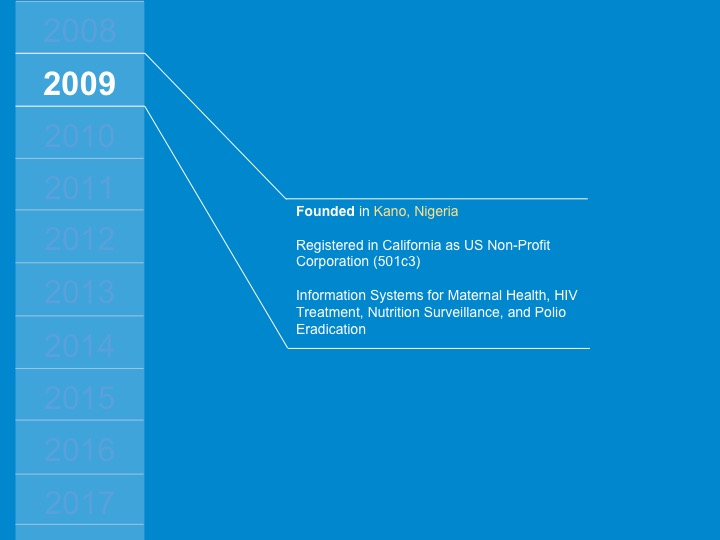 2008
2009
2010
2011
2012
2013
2014
2015
2016
2017
Founded in Kano, Nigeria
Registered in California as US Non-Profit
Corporation (501c3)
Information Systems for Maternal Health, HIV
Treatment, Nutrition Surveillance, and Polio
Eradication